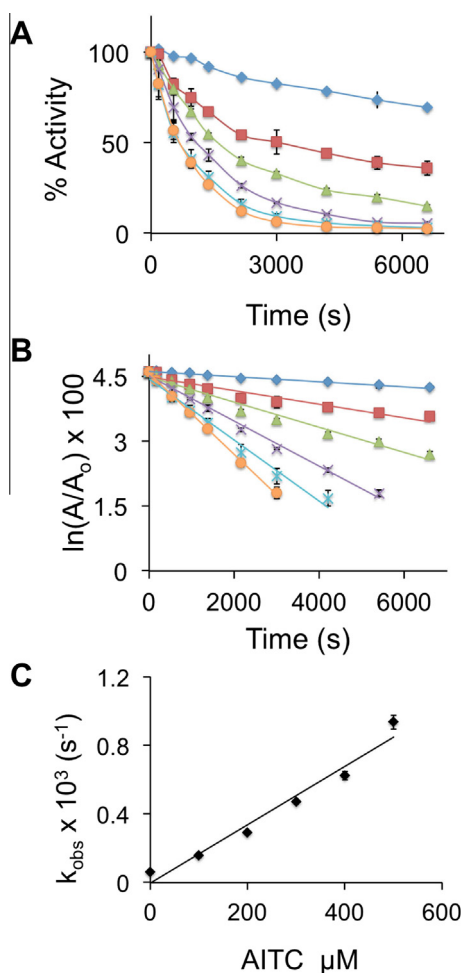 A
100
50
0
% Activity
0 3000 6000
Time (s)
B
4.5
3
1.5
0
ln(A/Ao) x 100
0 2000 4000 6000
Time (s)
C
1.2
0.8
0.4
0
kobs x 10³ (s⁻¹)
0 200 400 600
AITC µM